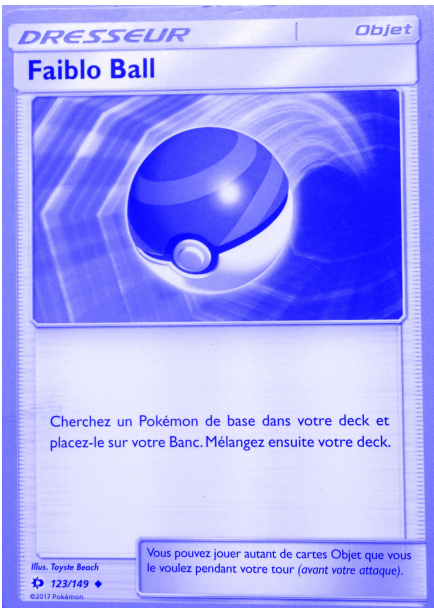 DRESSEUR
Objet
Faiblo Ball
Cherchez un Pokémon de base dans votre deck et
placez-le sur votre Banc. Mélangez ensuite votre deck.
Vous pouvez jouer autant de cartes Objet que vous
le voulez pendant votre tour (avant votre attaque).
Illus. Toyste Beach
123/149
©2017 Pokémon